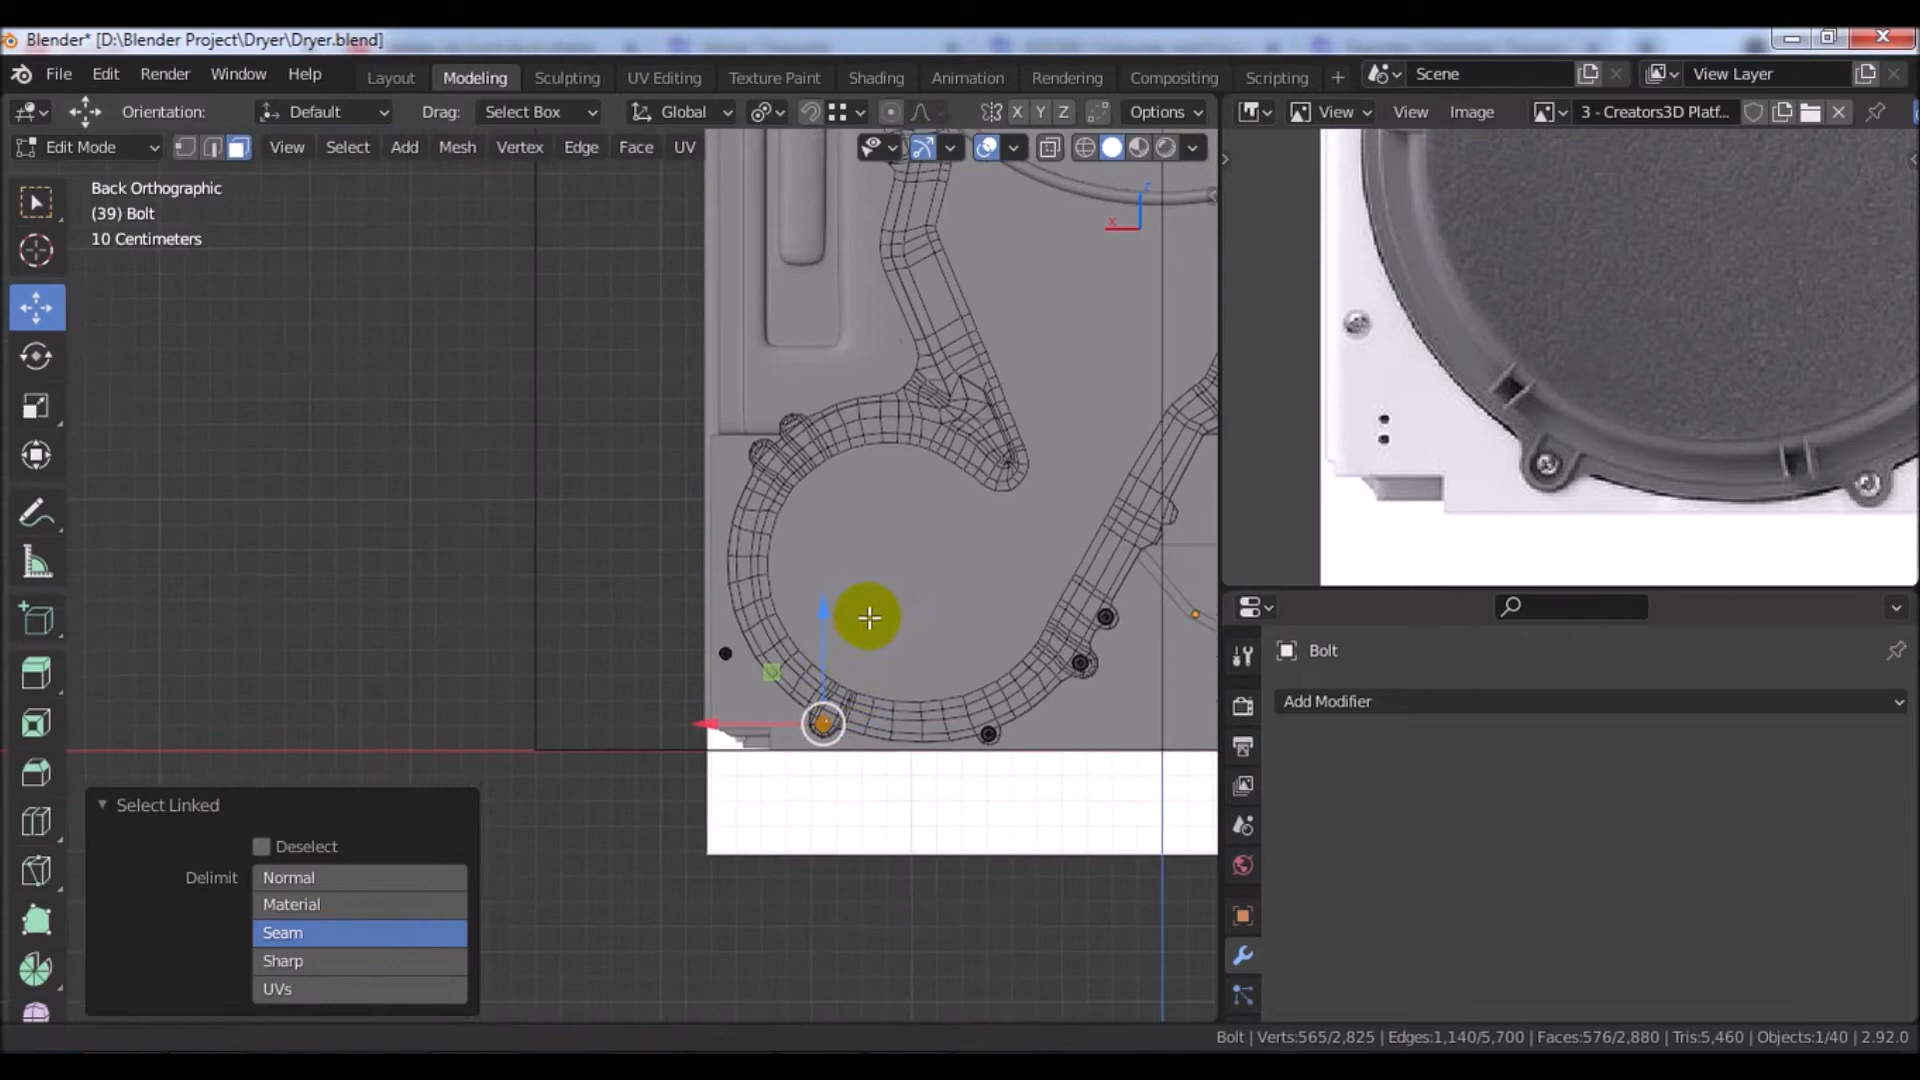 Blender* [D:\Blender Project\Dryer\Dryer.blend]
File Edit Render Window Help Layout Modeling Sculpting UV Editing Texture Paint Shading Animation Rendering Compositing Scripting + Scene View Layer
Orientation: Default Drag: Select Box Global X Y Z Options View View Image 3 - Creators3D Platf...
Edit Mode View Select Add Mesh Vertex Edge Face UV
Back Orthographic
(39) Bolt
10 Centimeters
z
x
Bolt
Add Modifier
Select Linked
Deselect
Delimit Normal
Material
Seam
Sharp
UVs
Bolt | Verts:565/2,825 | Edges:1,140/5,700 | Faces:576/2,880 | Tris:5,460 | Objects:1/40 | 2.92.0